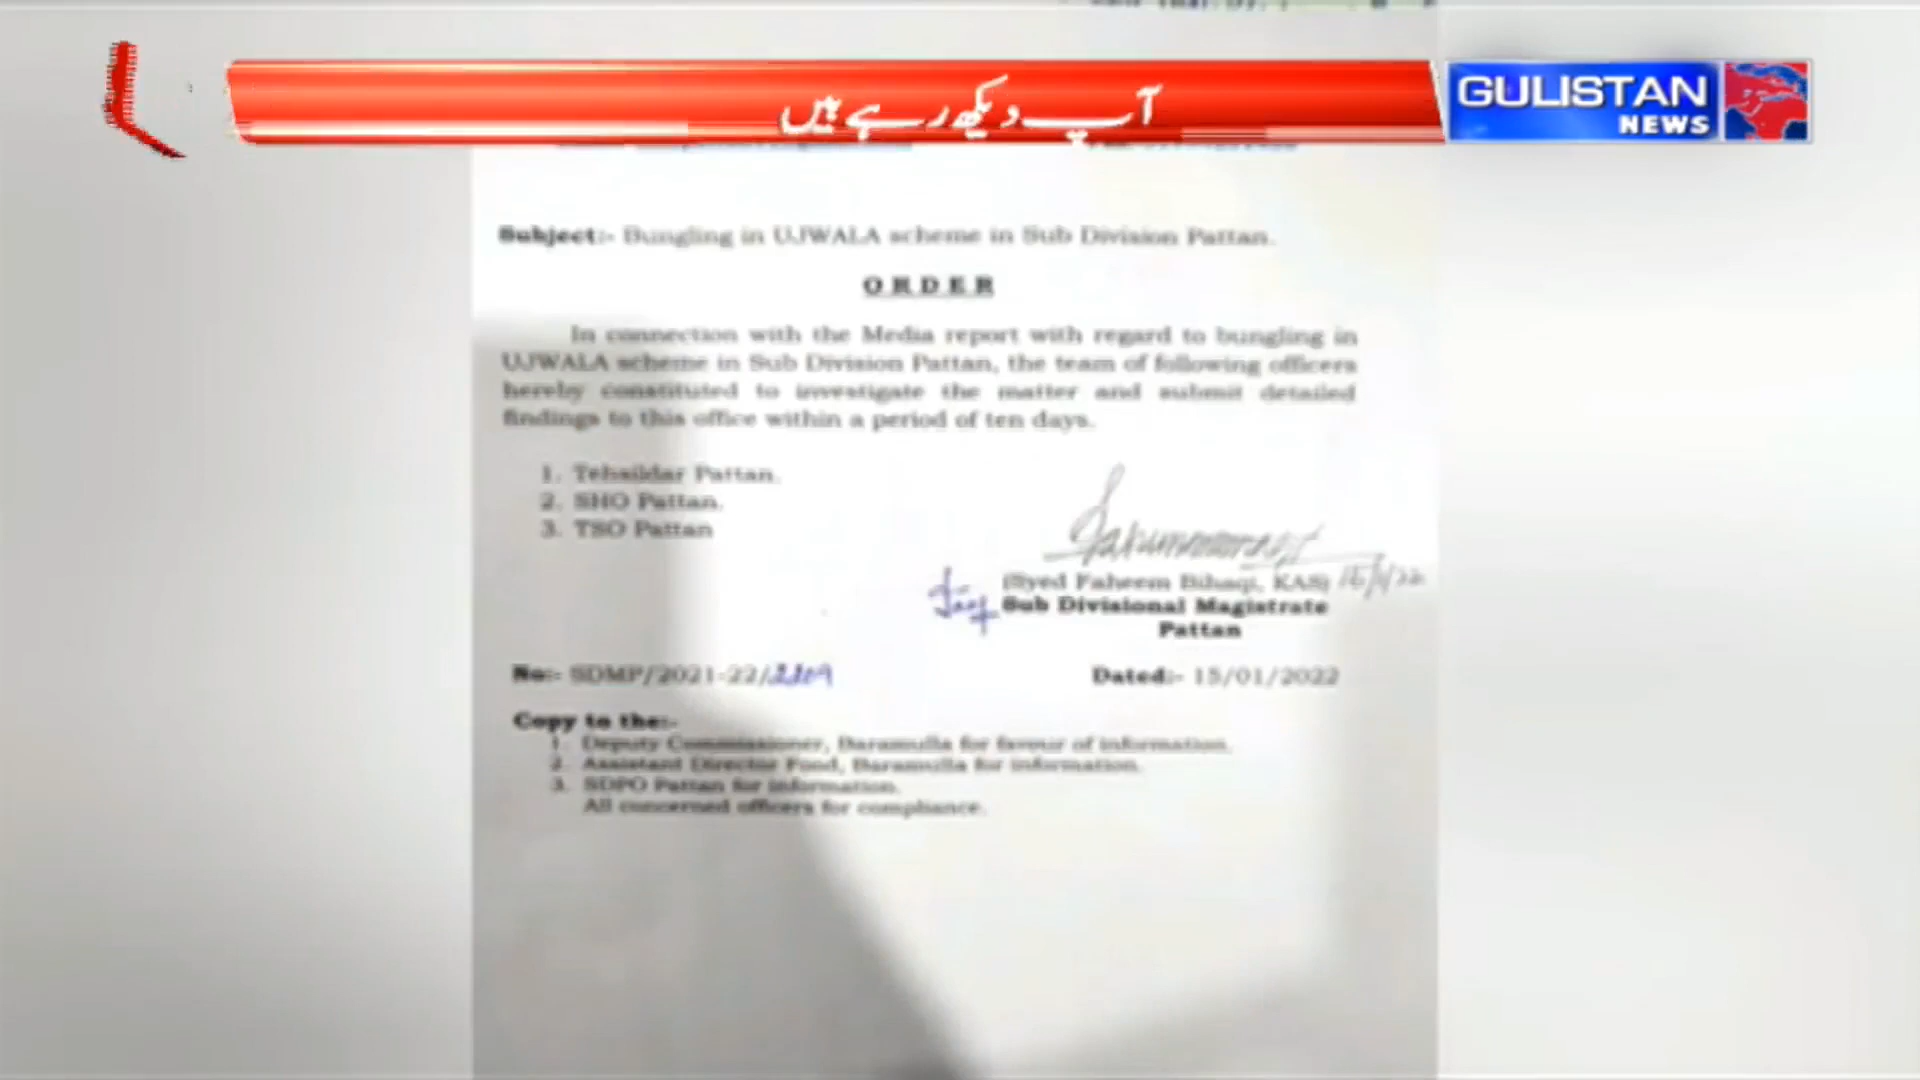 آپ دیکھ رہے ہیں
GULISTAN
NEWS
Subject:- Bungling in UJWALA scheme in Sub Division Pattan.
ORDER
In connection with the Media report with regard to bungling in
UJWALA scheme in Sub Division Pattan, the team of following officers
hereby constituted to investigate the matter and submit detailed
findings to this office within a period of ten days.
1. Tehsildar Pattan.
2. SHO Pattan.
3. TSO Pattan
(Syed Faheem Bihaqi, KAS)
Sub Divisional Magistrate
Pattan
No:- SDMP/2021-22/2209
Dated:- 15/01/2022
Copy to the:-
1. Deputy Commissioner, Baramulla for favour of information.
2. Assistant Director Food, Baramulla for information.
3. SDPO Pattan for information.
All concerned officers for compliance.